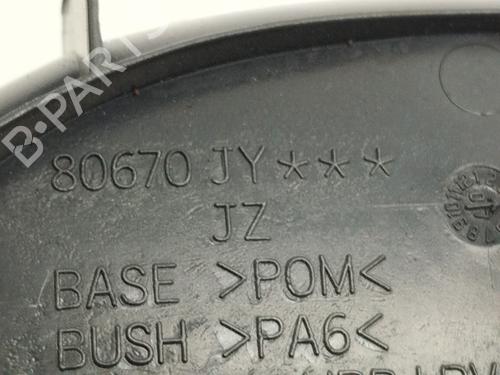 B-PARTS
80670 JY***
JZ
BASE >POM<
BUSH >PA6<